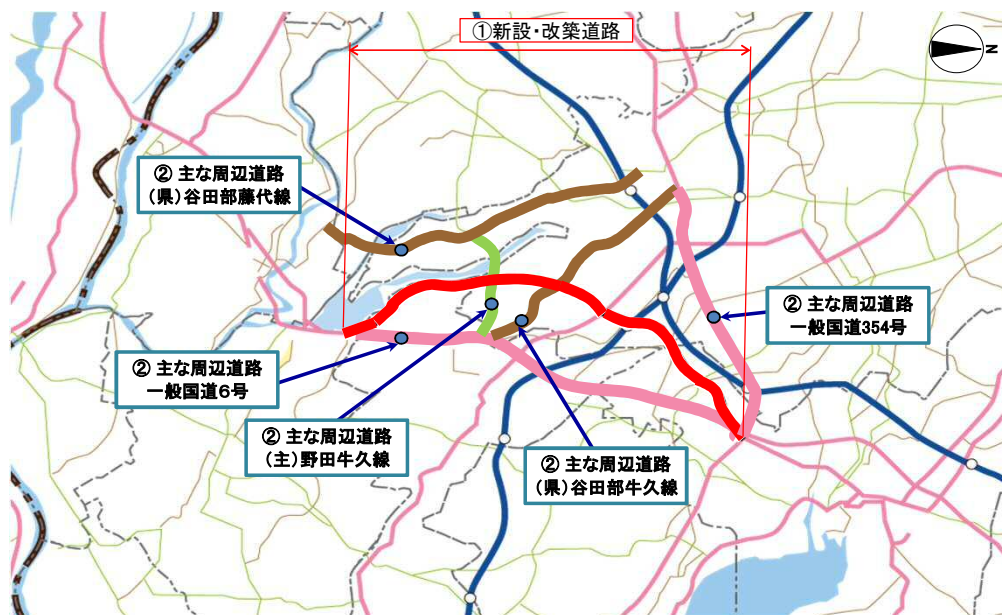 ①新設・改築道路
N
② 主な周辺道路
(県)谷田部藤代線
② 主な周辺道路
一般国道354号
② 主な周辺道路
一般国道６号
② 主な周辺道路
(主)野田牛久線
② 主な周辺道路
(県)谷田部牛久線